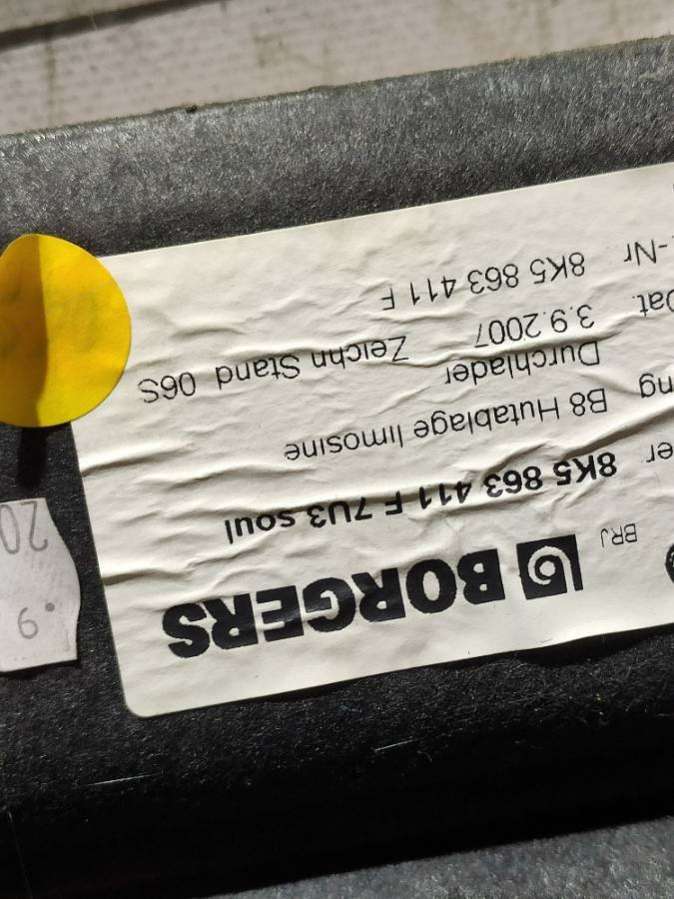 BRJ BORGERS
er 8K5 863 411 F 7U3 soul
ng B8 Hutablage limosine
Durchlader
Dat. 3.9.2007 Zeichn Stand 06S
.-Nr 8K5 863 411 F
.9.
20